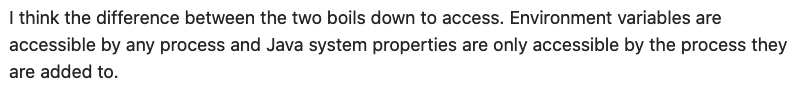 I think the difference between the two boils down to access. Environment variables are
accessible by any process and Java system properties are only accessible by the process they
are added to.